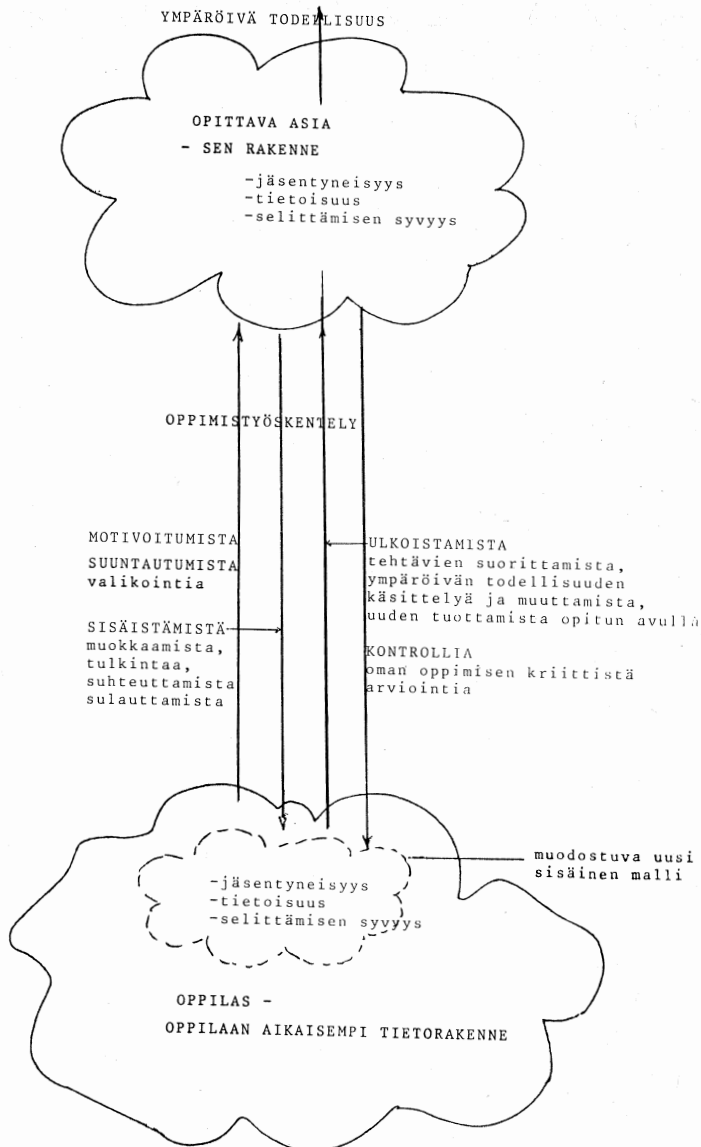 YMPÄRÖIVÄ TODELLISUUS
OPITTAVA ASIA
- SEN RAKENNE
-jäsentyneisyys
-tietoisuus
-selittämisen syvyys
OPPIMISTYÖSKENTELY
MOTIVOITUMISTA
SUUNTAUTUMISTA
valikointia
SISÄISTÄMISTÄ
muokkaamista,
tulkintaa,
suhteuttamista
sulauttamista
ULKOISTAMISTA
tehtävien suorittamista,
ympäröivän todellisuuden
käsittelyä ja muuttamista,
uuden tuottamista opitun avulla
KONTROLLIA
oman oppimisen kriittistä
arviointia
muodostuva uusi
sisäinen malli
-jäsentyneisyys
-tietoisuus
-selittämisen syvyys
OPPILAS -
OPPILAAN AIKAISEMPI TIETORAKENNE